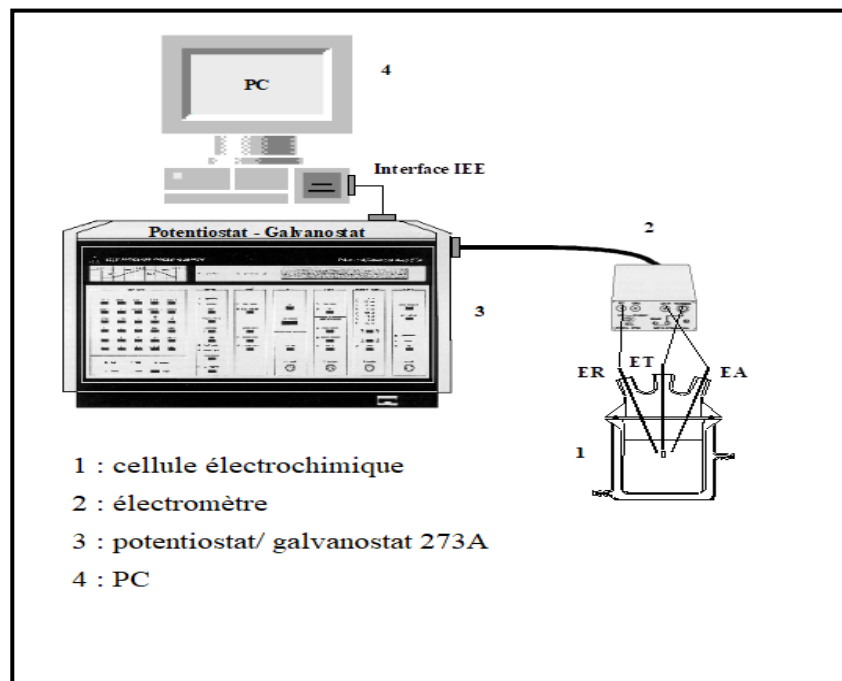 4
PC
Interface IEE
Potentiostat - Galvanostat
2
3
ER ET EA
1
1 : cellule électrochimique
2 : électromètre
3 : potentiostat/ galvanostat 273A
4 : PC